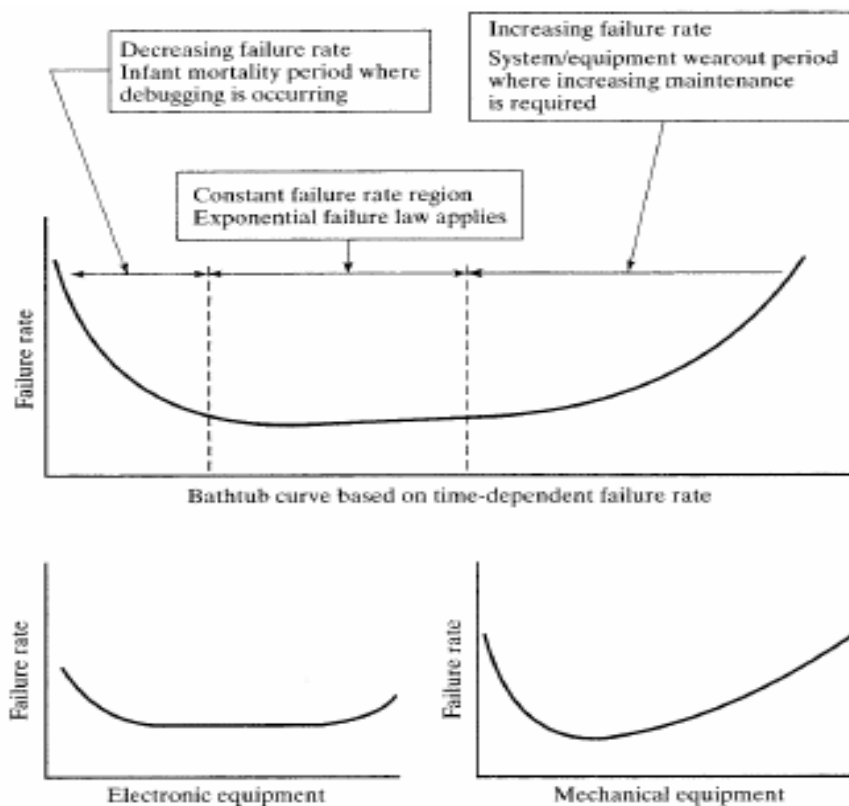 Decreasing failure rate
Infant mortality period where
debugging is occurring
Increasing failure rate
System/equipment wearout period
where increasing maintenance
is required
Constant failure rate region
Exponential failure law applies
Failure rate
Bathtub curve based on time-dependent failure rate
Failure rate
Electronic equipment
Failure rate
Mechanical equipment